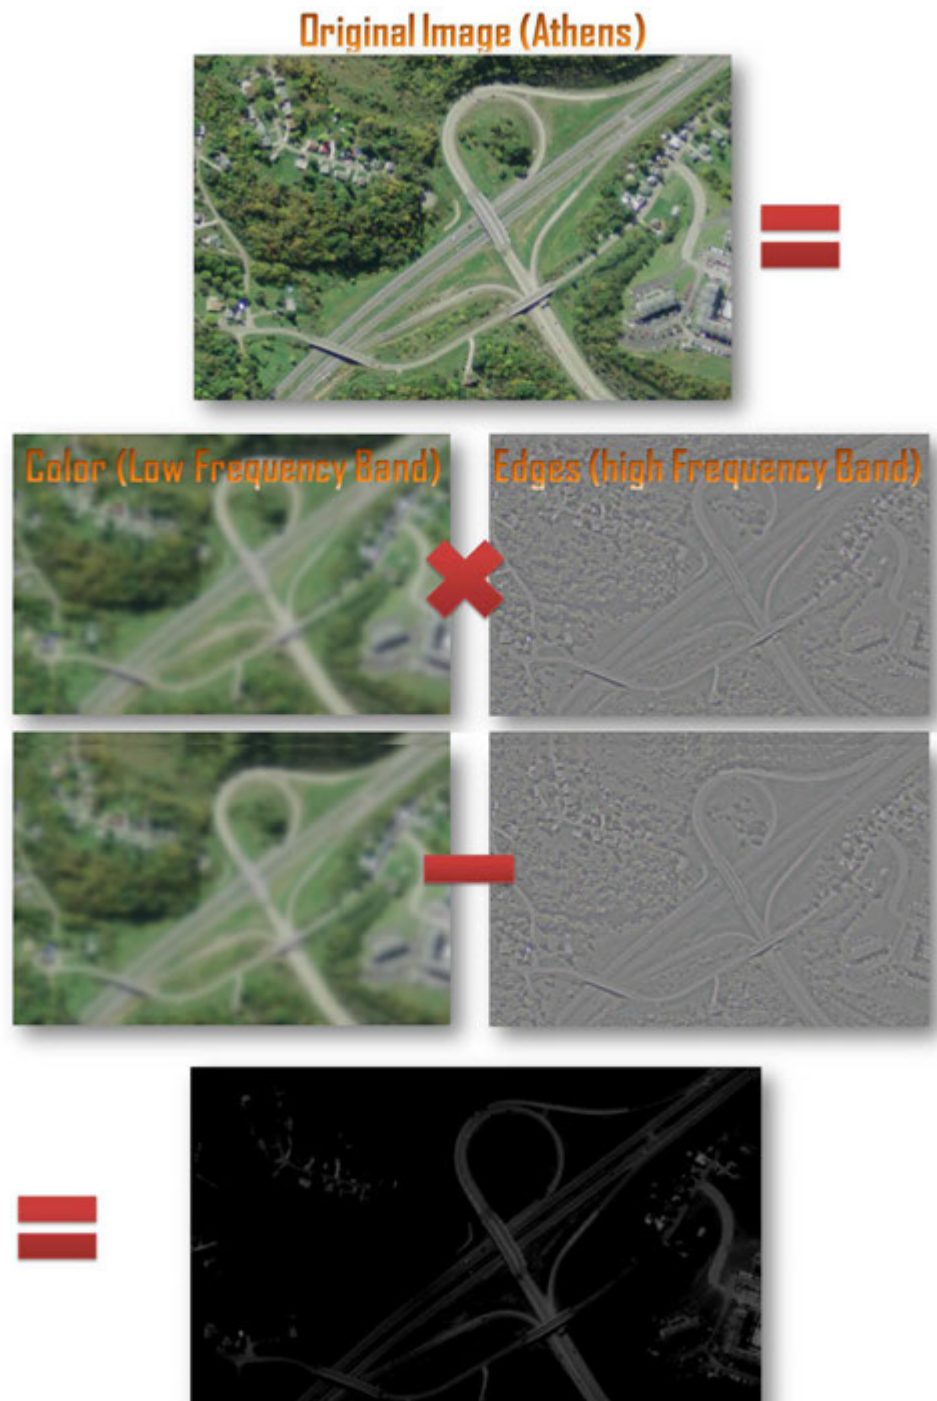 Original Image (Athens)
Color (Low Frequency Band)
Edges (high Frequency Band)